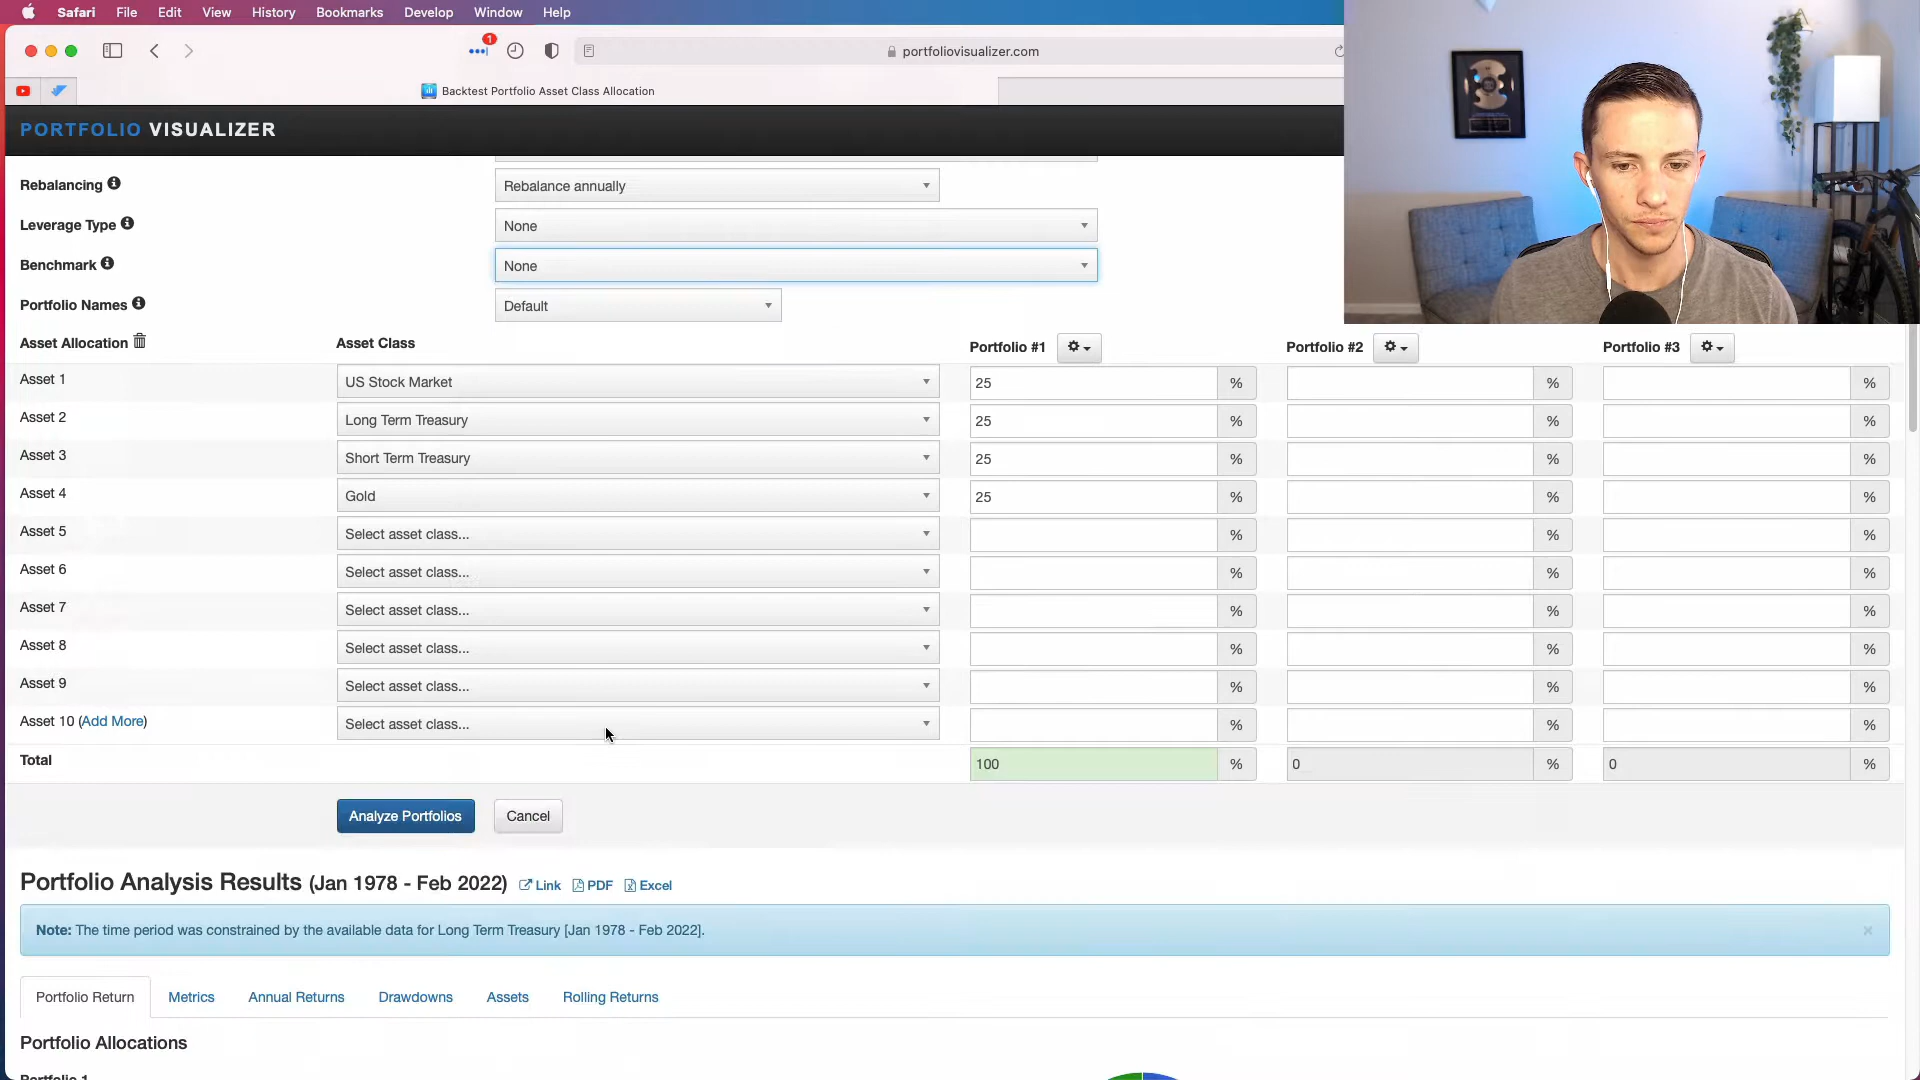 Safari File Edit View History Bookmarks Develop Window Help
1
portfoliovisualizer.com
Backtest Portfolio Asset Class Allocation
PORTFOLIO VISUALIZER
Rebalancing Rebalance annually
Leverage Type None
Benchmark None
Portfolio Names Default
Asset Allocation Asset Class Portfolio #1 Portfolio #2 Portfolio #3
Asset 1 US Stock Market 25 % % %
Asset 2 Long Term Treasury 25 % % %
Asset 3 Short Term Treasury 25 % % %
Asset 4 Gold 25 % % %
Asset 5 Select asset class... % % %
Asset 6 Select asset class... % % %
Asset 7 Select asset class... % % %
Asset 8 Select asset class... % % %
Asset 9 Select asset class... % % %
Asset 10 (Add More) Select asset class... % % %
Total 100 % 0 % 0 %
Analyze Portfolios Cancel
Portfolio Analysis Results (Jan 1978 - Feb 2022) Link PDF Excel
Note: The time period was constrained by the available data for Long Term Treasury [Jan 1978 - Feb 2022]. ×
Portfolio Return Metrics Annual Returns Drawdowns Assets Rolling Returns
Portfolio Allocations
Portfolio 1